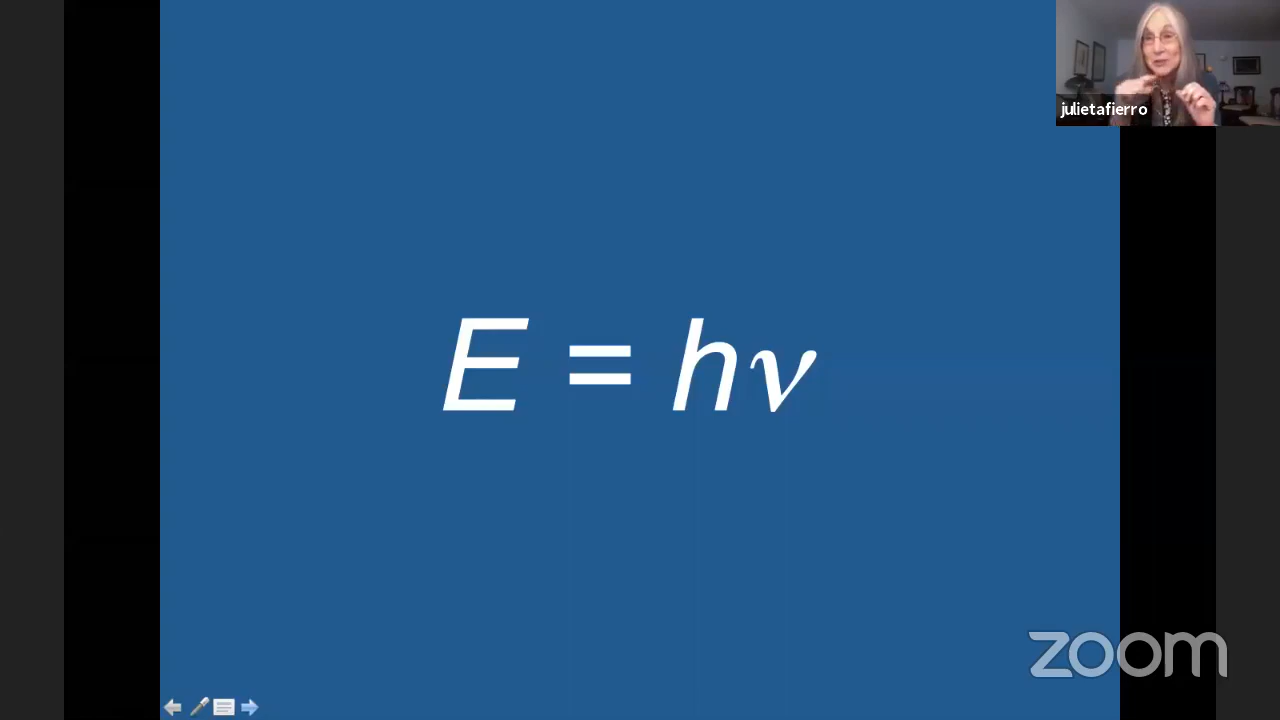 julietafierro
E = hν
zoom